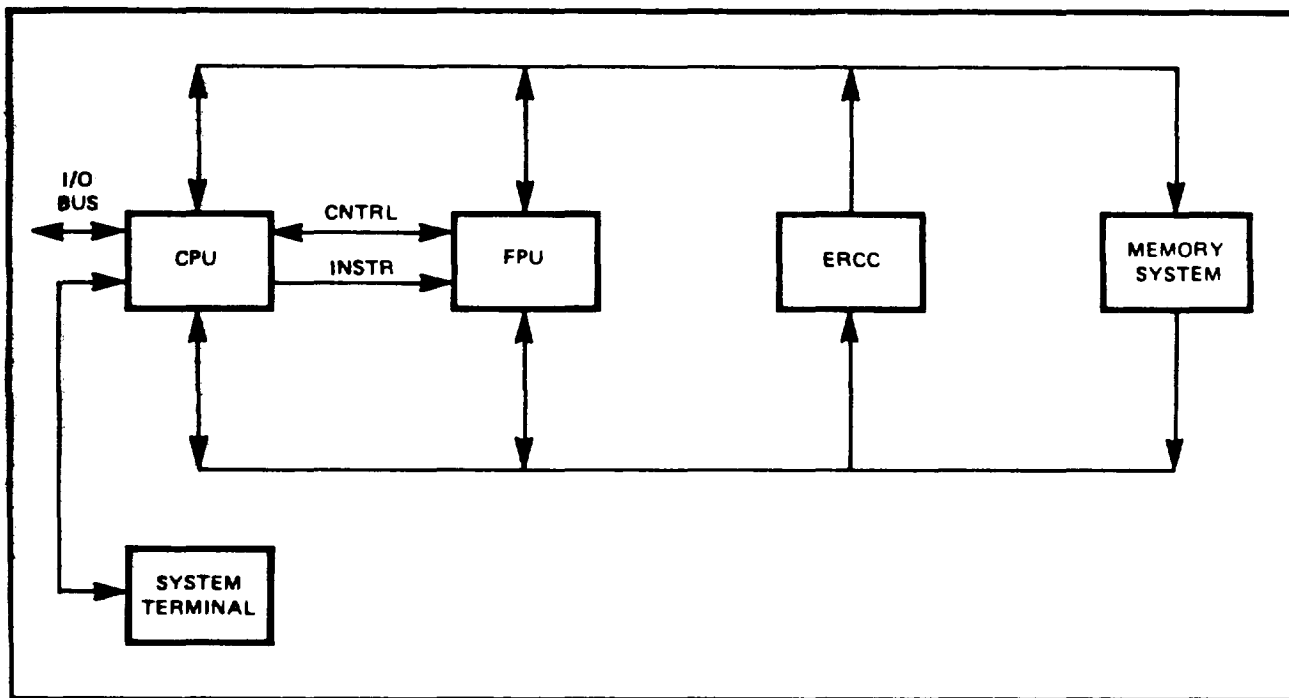 I/O
BUS
CNTRL
CPU
INSTR
FPU
ERCC
MEMORY
SYSTEM
SYSTEM
TERMINAL